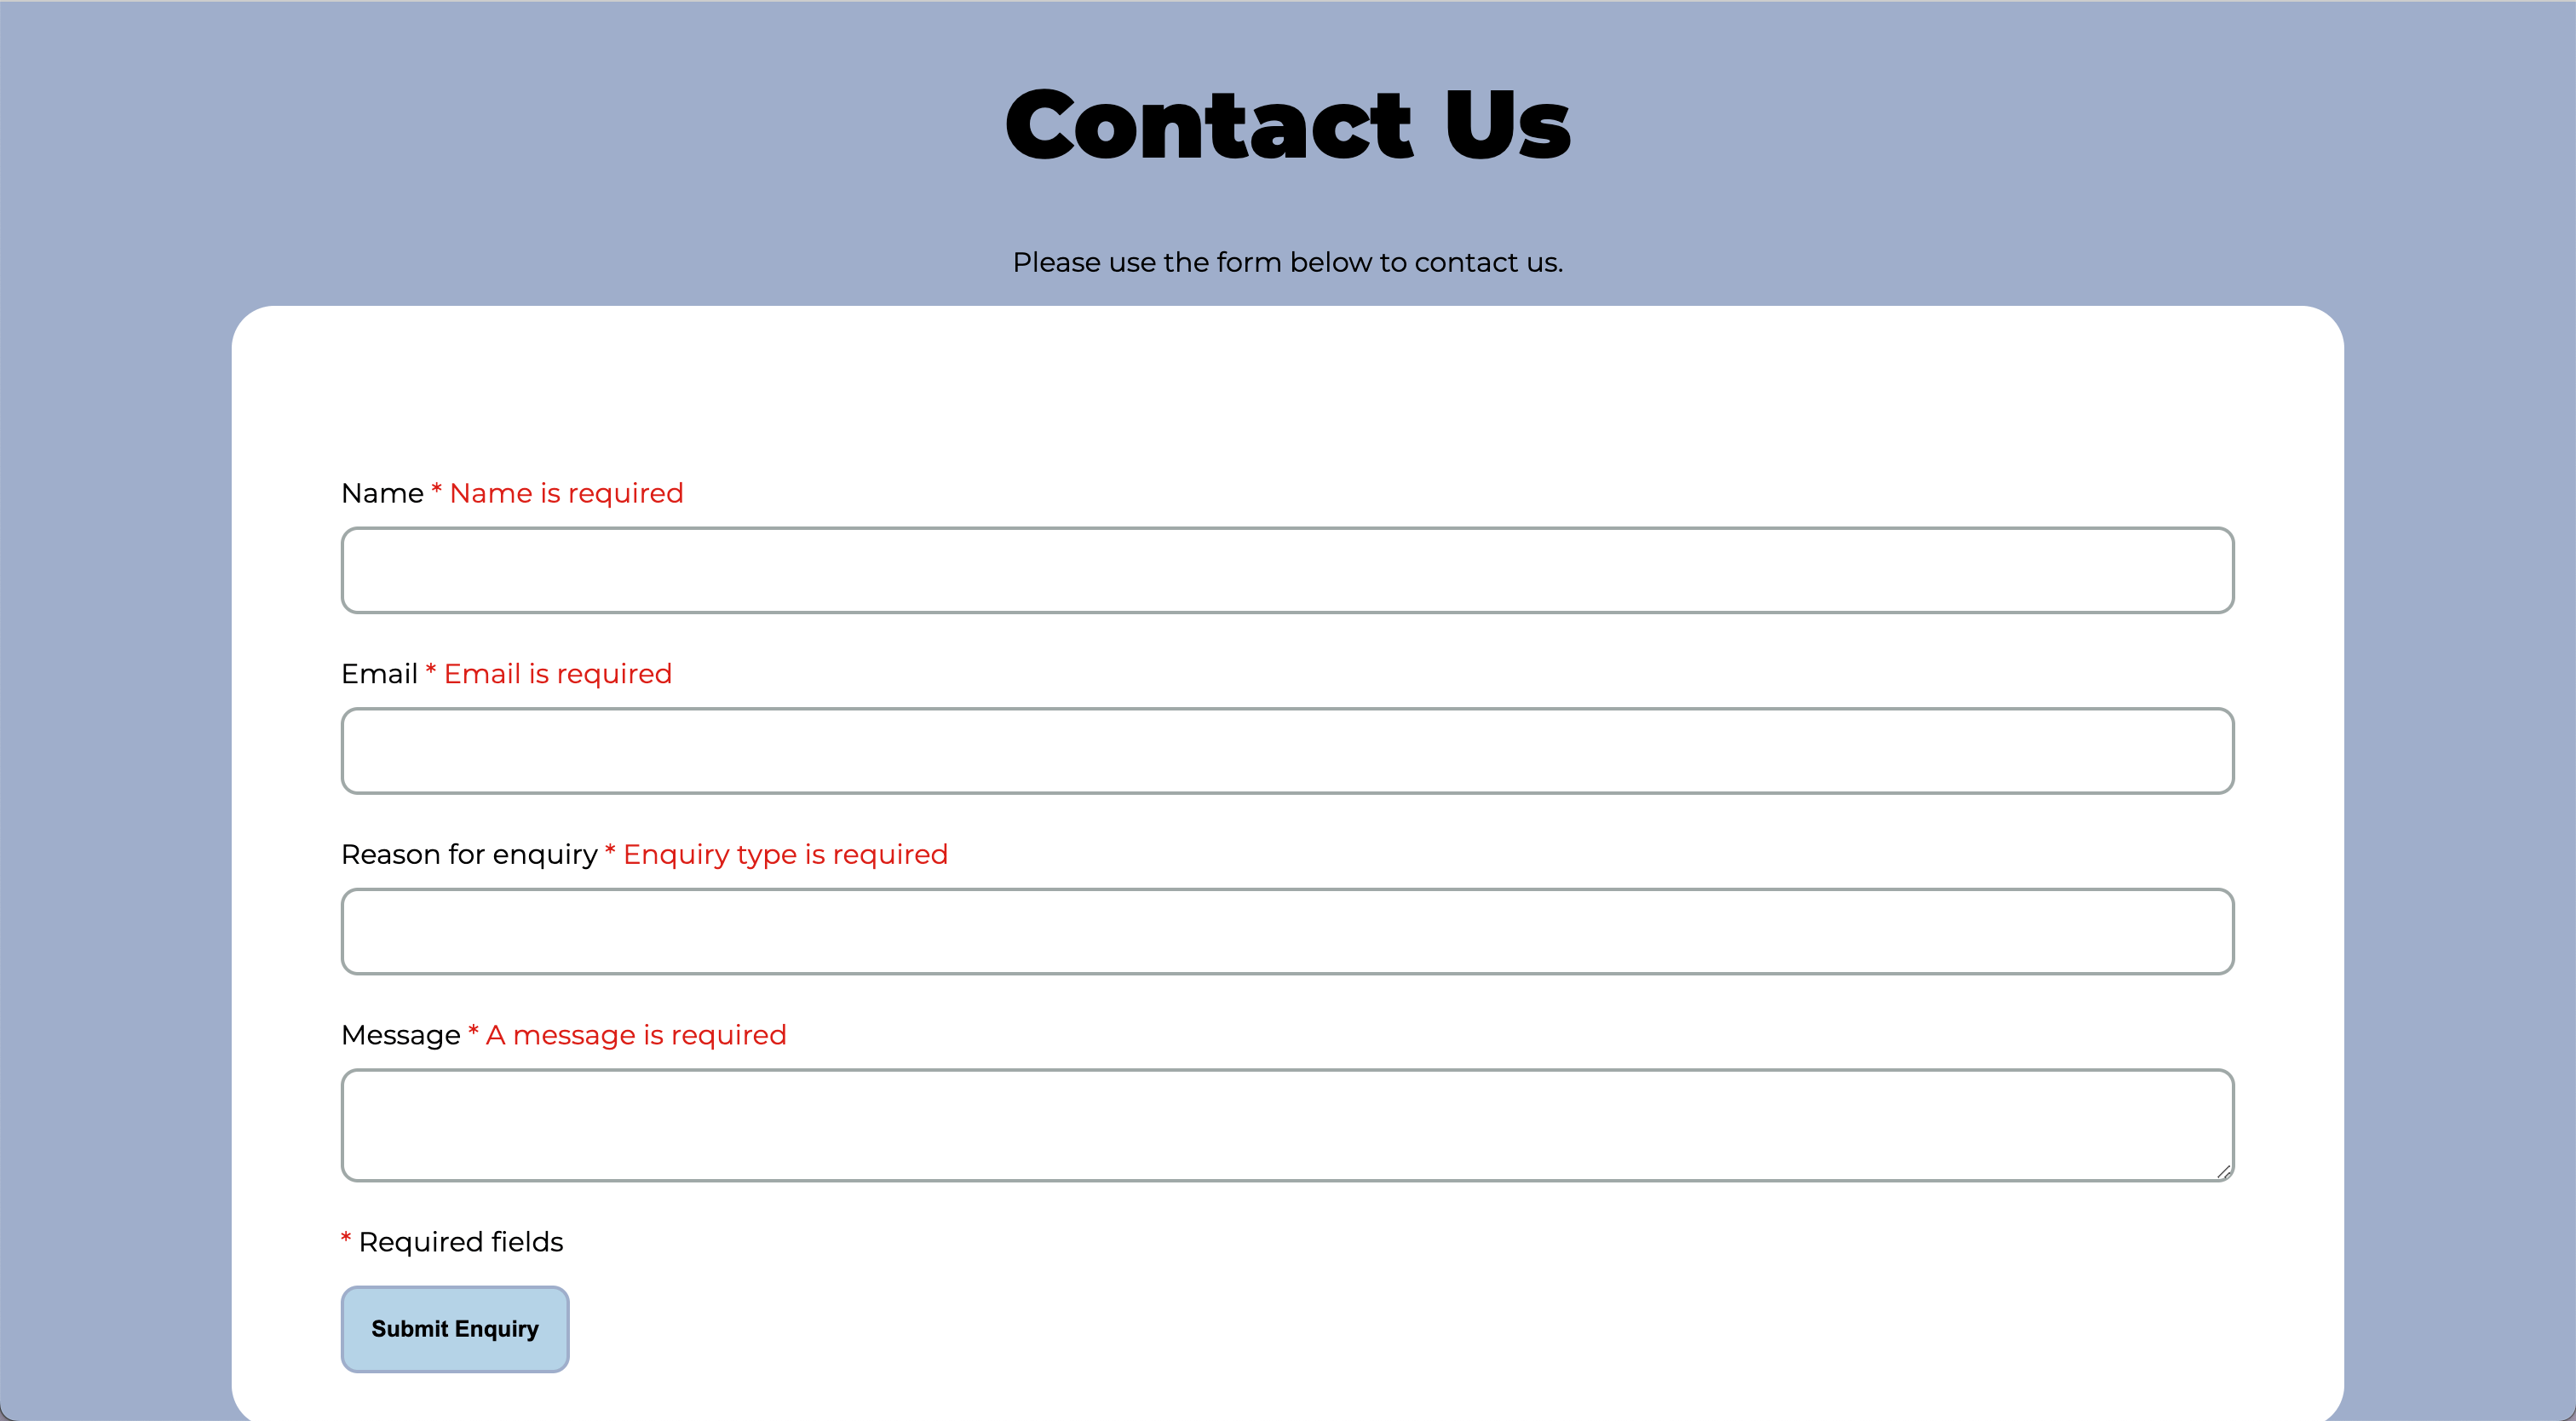 Contact Us
Please use the form below to contact us.
Name * Name is required
Email * Email is required
Reason for enquiry * Enquiry type is required
Message * A message is required
* Required fields
Submit Enquiry